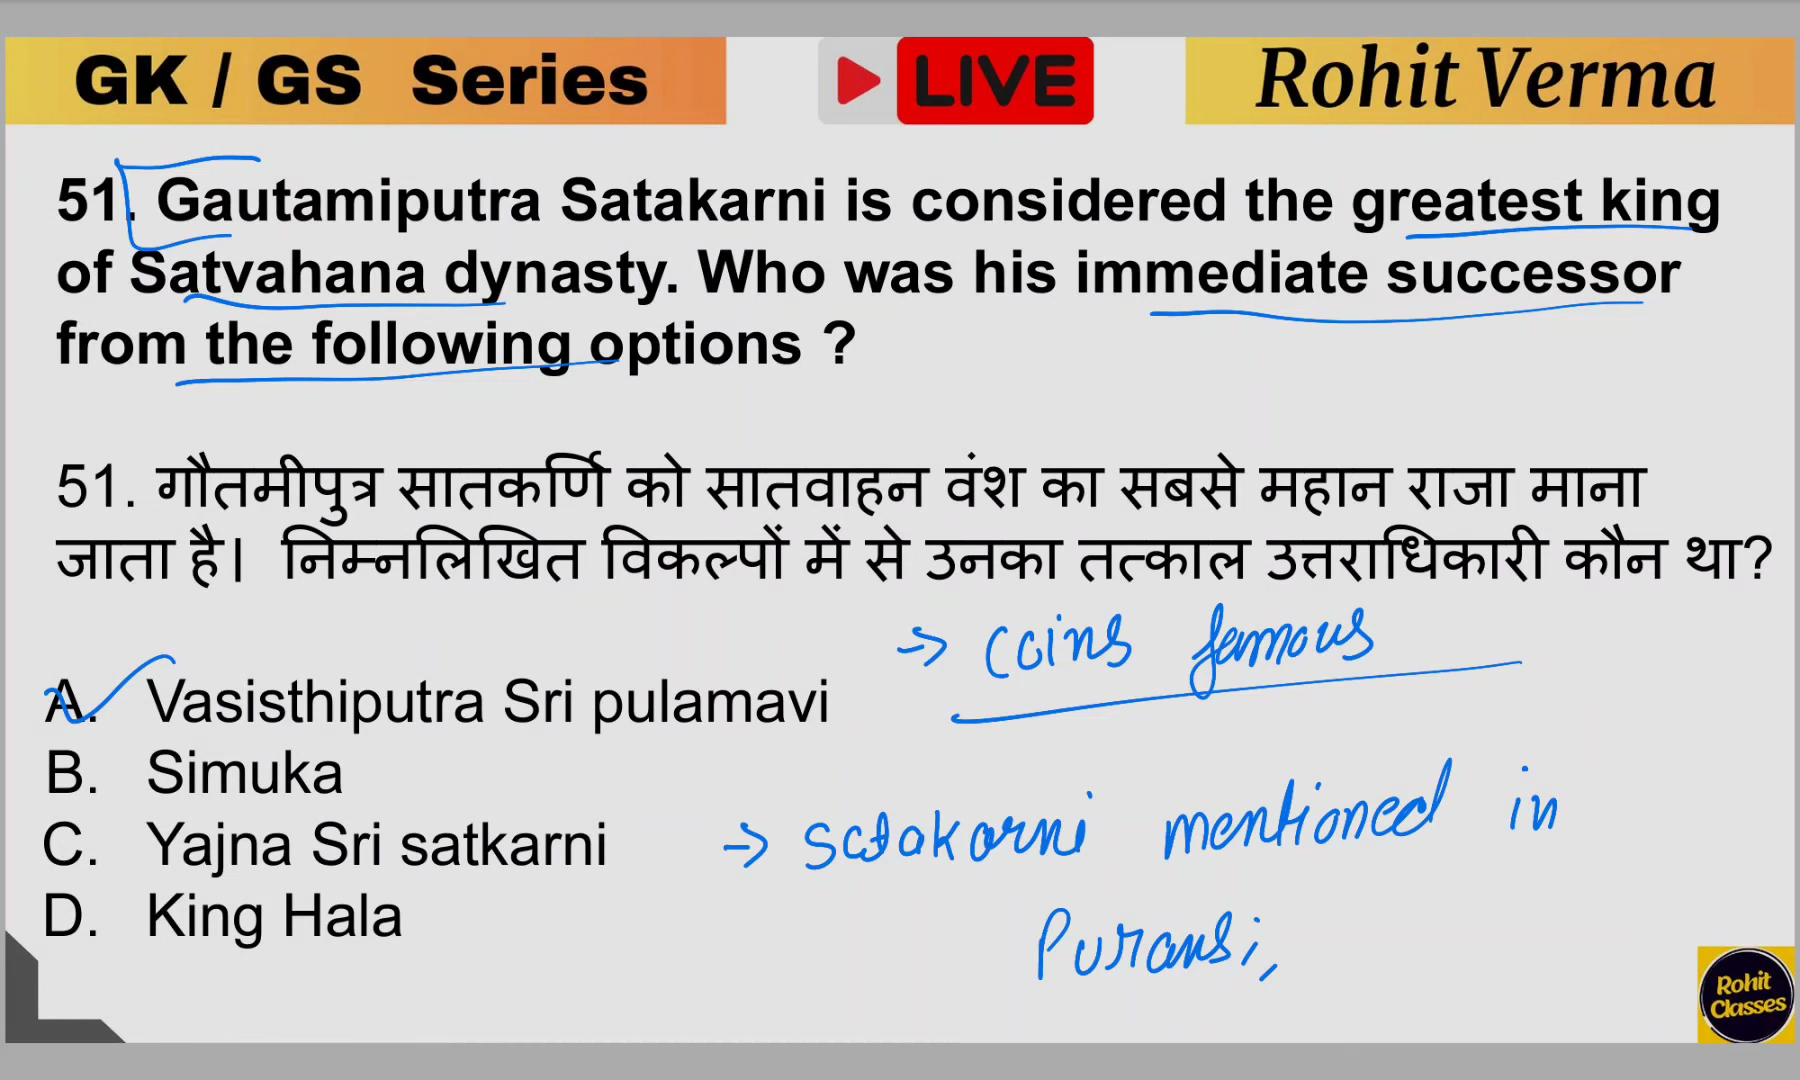 GK / GS Series
LIVE
Rohit Verma
51. Gautamiputra Satakarni is considered the greatest king
of Satvahana dynasty. Who was his immediate successor
from the following options ?
51. गौतमीपुत्र सातकर्णि को सातवाहन वंश का सबसे महान राजा माना
जाता है। निम्नलिखित विकल्पों में से उनका तत्काल उत्तराधिकारी कौन था?
→ coins famous
A. Vasisthiputra Sri pulamavi
B. Simuka
C. Yajna Sri satkarni
→ satakarni mentioned in
D. King Hala
Rohit
Classes